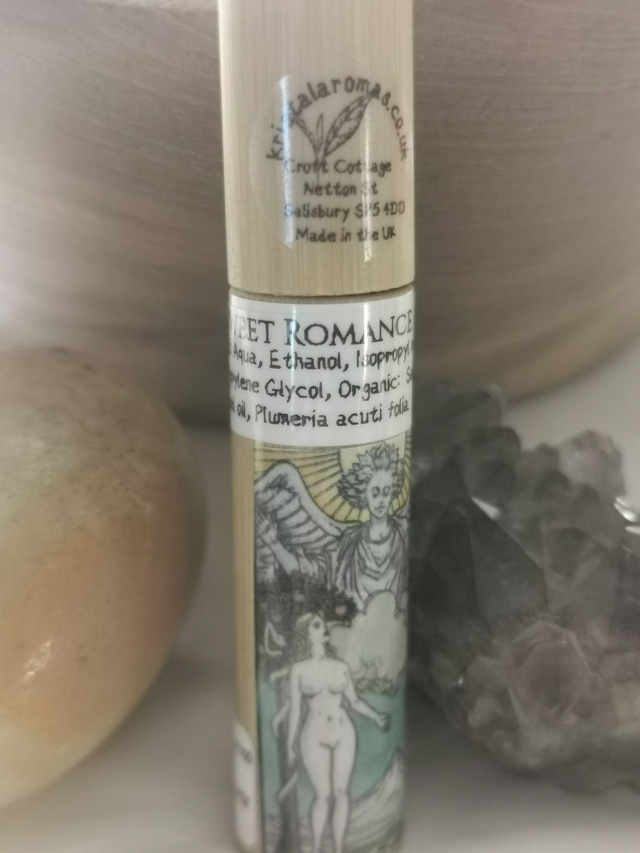 kristalaromas.co.uk
Croft Cottage
Netton St
Salisbury SP5 4DD
Made in the UK
EET ROMANCE
Aqua, Ethanol, Isopropyl
ylene Glycol, Organic:
oil, Plumeria acuti folia